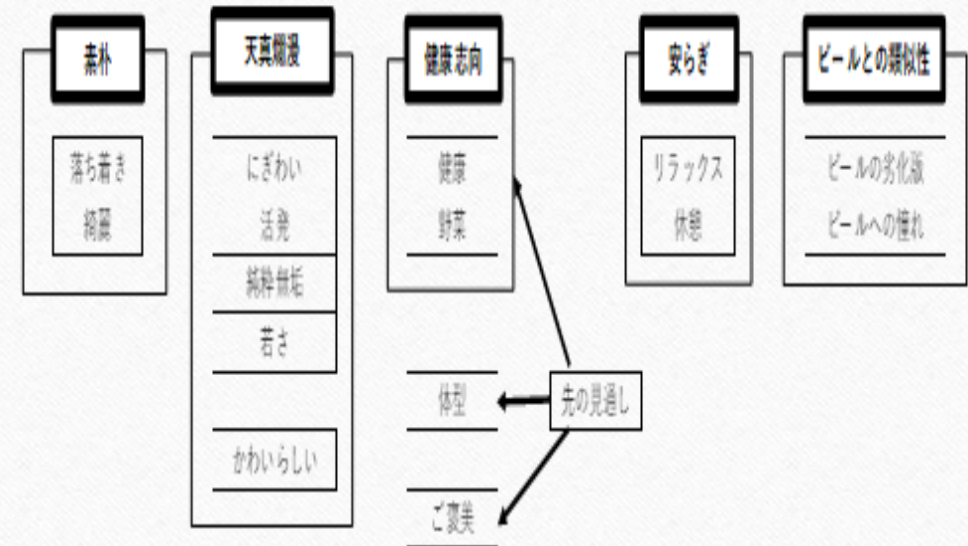 素朴
落ち着き
綺麗
天真爛漫
にぎわい
活発
純粋無垢
若さ
かわいらしい
健康志向
健康
野菜
体型
ご褒美
先の見通し
安らぎ
リラックス
休憩
ビールとの類似性
ビールの劣化版
ビールへの憧れ